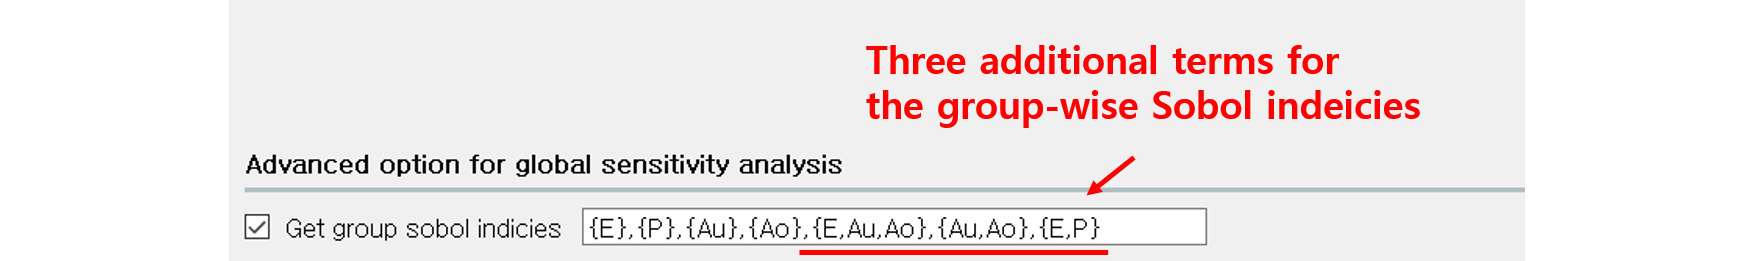 Three additional terms for
the group-wise Sobol indeicies
Advanced option for global sensitivity analysis
Get group sobol indicies {E},{P},{Au},{Ao},{E,Au,Ao},{Au,Ao},{E,P}